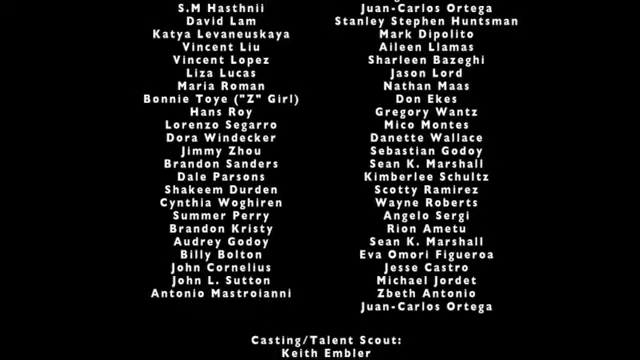 S.M Hasthnii
David Lam
Katya Levaneuskaya
Vincent Liu
Vincent Lopez
Liza Lucas
Maria Roman
Bonnie Toye ("Z" Girl)
Hans Roy
Lorenzo Segarro
Dora Windecker
Jimmy Zhou
Brandon Sanders
Dale Parsons
Shakeem Durden
Cynthia Woghiren
Summer Perry
Brandon Kristy
Audrey Godoy
Billy Bolton
John Cornelius
John L. Sutton
Antonio Mastroianni
Juan-Carlos Ortega
Stanley Stephen Huntsman
Mark Dipolito
Aileen Llamas
Sharleen Bazeghi
Jason Lord
Nathan Maas
Don Ekes
Gregory Wantz
Mico Montes
Danette Wallace
Sebastian Godoy
Sean K. Marshall
Kimberlee Schultz
Scotty Ramirez
Wayne Roberts
Angelo Sergi
Rion Ametu
Sean K. Marshall
Eva Omori Figueroa
Jesse Castro
Michael Jordet
Zbeth Antonio
Juan-Carlos Ortega
Casting/Talent Scout:
Keith Embler